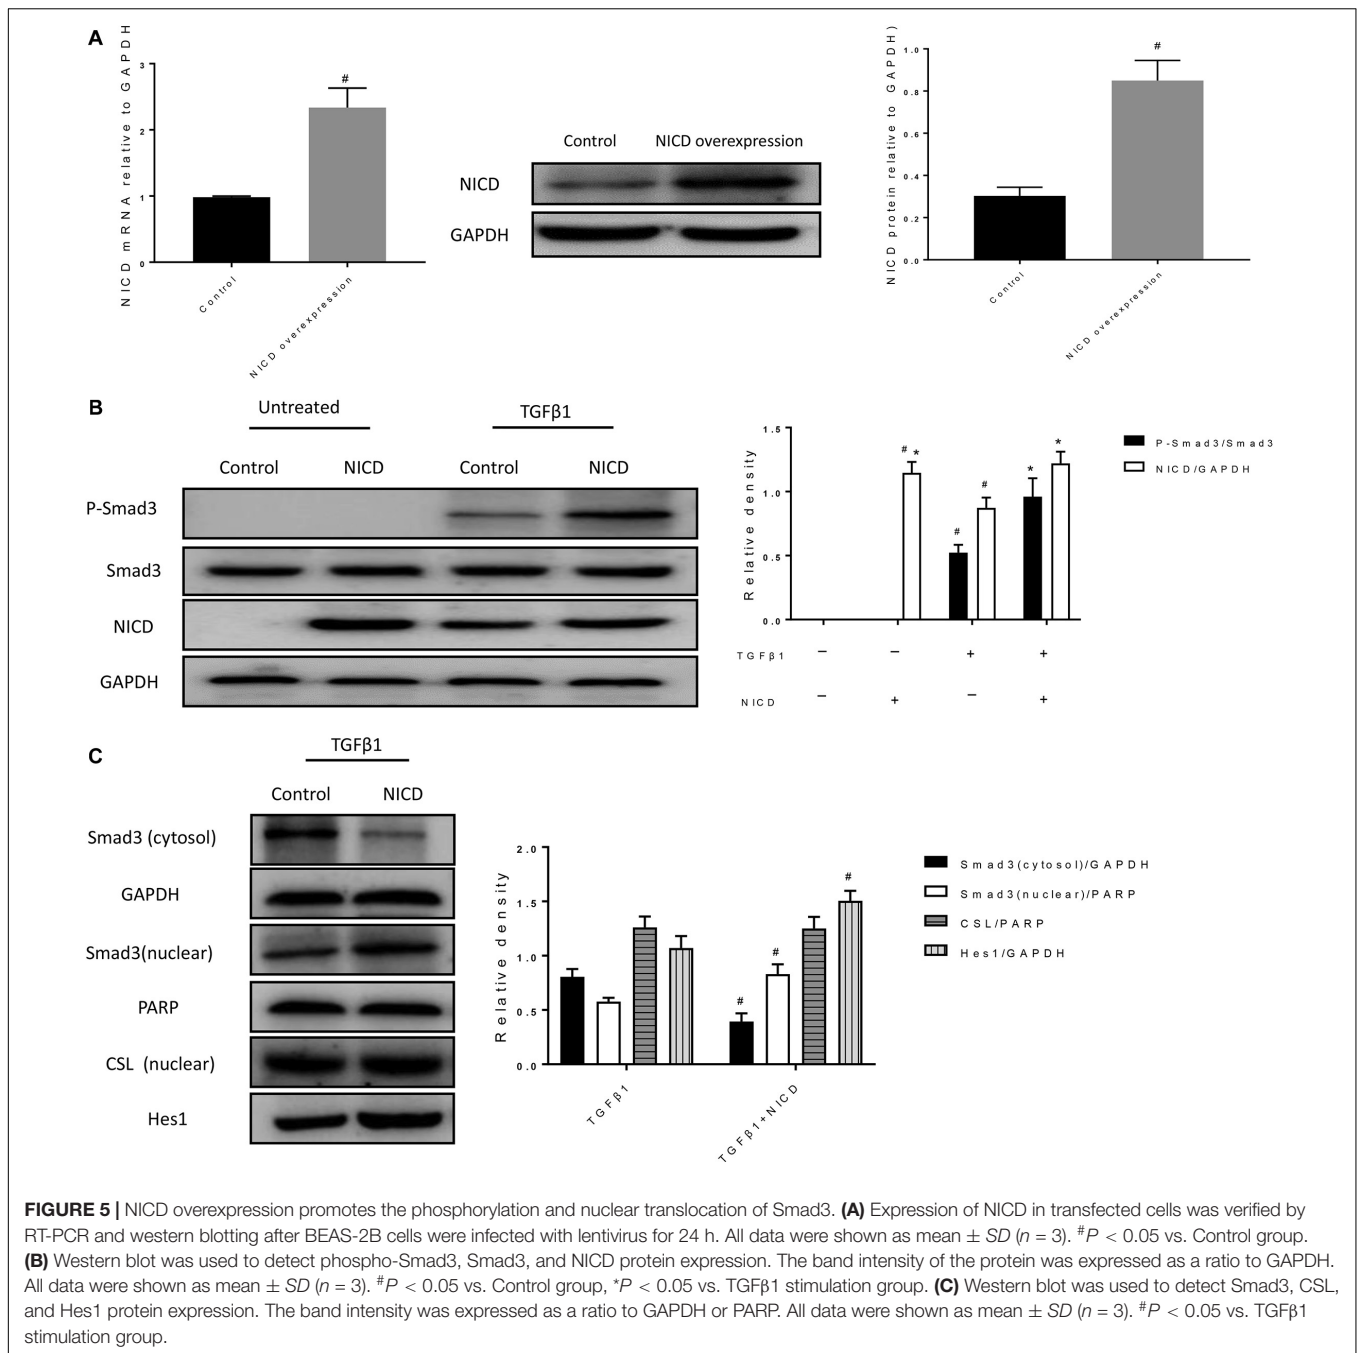 A
NICD mRNA relative to GAPDH
3
2
1
0
#
Control
NICD overexpression
Control NICD overexpression
NICD
GAPDH
NICD protein relative to GAPDH)
1.0
0.8
0.6
0.4
0.2
0.0
#
Control
NICD overexpression
B
Untreated TGFβ1
Control NICD Control NICD
P-Smad3
Smad3
NICD
GAPDH
Relative density
1.5
1.0
0.5
0.0
# * # # * *
TGFβ1 − − + +
NICD − + − +
P-Smad3/Smad3
NICD/GAPDH
C
TGFβ1
Control NICD
Smad3 (cytosol)
GAPDH
Smad3(nuclear)
PARP
CSL (nuclear)
Hes1
Relative density
2.0
1.5
1.0
0.5
0.0
# # #
TGFβ1
TGFβ1+NICD
Smad3(cytosol)/GAPDH
Smad3(nuclear)/PARP
CSL/PARP
Hes1/GAPDH
FIGURE 5 | NICD overexpression promotes the phosphorylation and nuclear translocation of Smad3. (A) Expression of NICD in transfected cells was verified by
RT-PCR and western blotting after BEAS-2B cells were infected with lentivirus for 24 h. All data were shown as mean ± SD (n = 3). #P < 0.05 vs. Control group.
(B) Western blot was used to detect phospho-Smad3, Smad3, and NICD protein expression. The band intensity of the protein was expressed as a ratio to GAPDH.
All data were shown as mean ± SD (n = 3). #P < 0.05 vs. Control group, *P < 0.05 vs. TGFβ1 stimulation group. (C) Western blot was used to detect Smad3, CSL,
and Hes1 protein expression. The band intensity was expressed as a ratio to GAPDH or PARP. All data were shown as mean ± SD (n = 3). #P < 0.05 vs. TGFβ1
stimulation group.